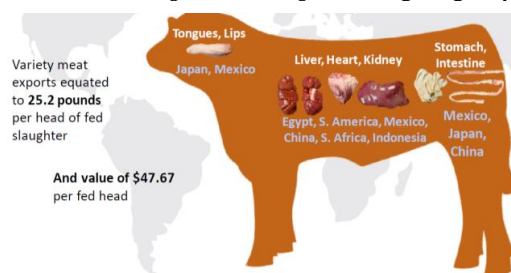 Tongues, Lips
Japan, Mexico
Variety meat
exports equated
to 25.2 pounds
per head of fed
slaughter
And value of $47.67
per fed head
Liver, Heart, Kidney
Egypt, S. America, Mexico,
China, S. Africa, Indonesia
Stomach,
Intestine
Mexico,
Japan,
China